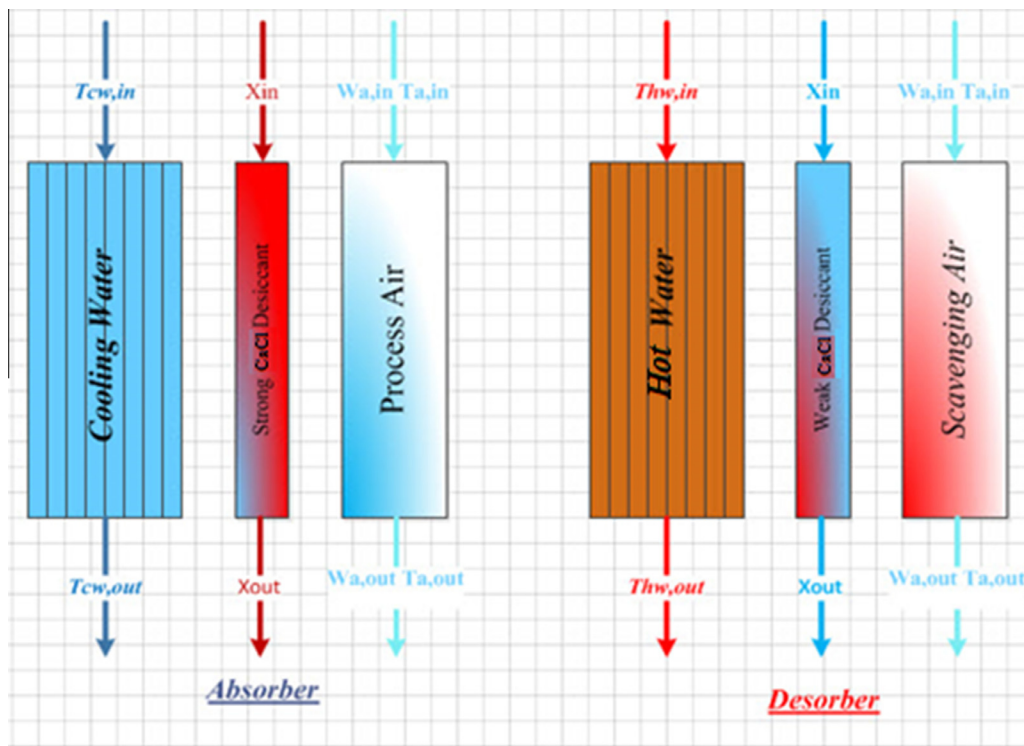 Tcw,in
Xin
Wa,in Ta,in
Thw,in
Xin
Wa,in Ta,in
Cooling Water
Strong CaCl Desiccant
Process Air
Hot Water
Weak CaCl Desiccant
Scavenging Air
Tcw,out
Xout
Wa,out Ta,out
Thw,out
Xout
Wa,out Ta,out
Absorber
Desorber